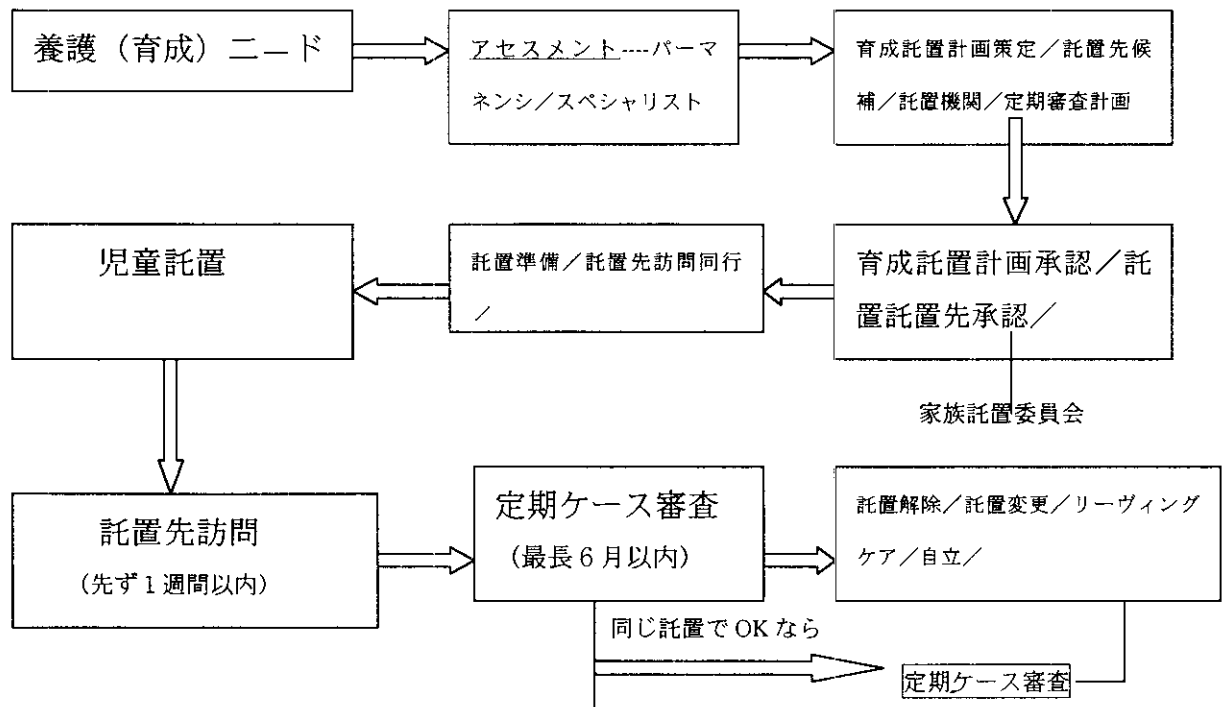 養護（育成）ニード
アセスメント----パーマ
ネンシ／スペシャリスト
育成託置計画策定／託置先候
補／託置機関／定期審査計画
児童託置
託置準備／託置先訪問同行
／
育成託置計画承認／託
置託置先承認／
家族託置委員会
託置先訪問
（先ず１週間以内）
定期ケース審査
（最長６月以内）
託置解除／託置変更／リーヴィング
ケア／自立／
同じ託置で OK なら
定期ケース審査